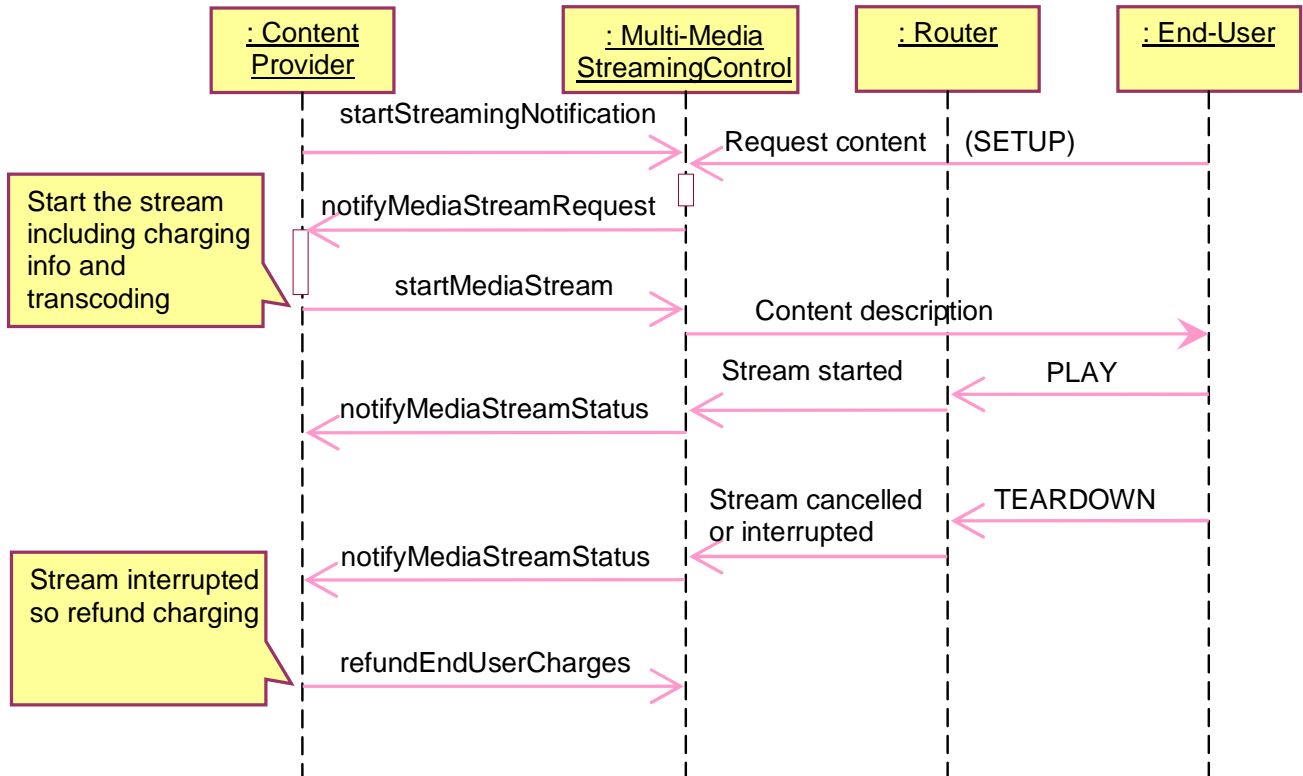 : Content
Provider
: Multi-Media
StreamingControl
: Router
: End-User
startStreamingNotification
Request content (SETUP)
Start the stream
including charging
info and
transcoding
notifyMediaStreamRequest
startMediaStream
Content description
Stream started
PLAY
notifyMediaStreamStatus
Stream cancelled
or interrupted
TEARDOWN
notifyMediaStreamStatus
Stream interrupted
so refund charging
refundEndUserCharges